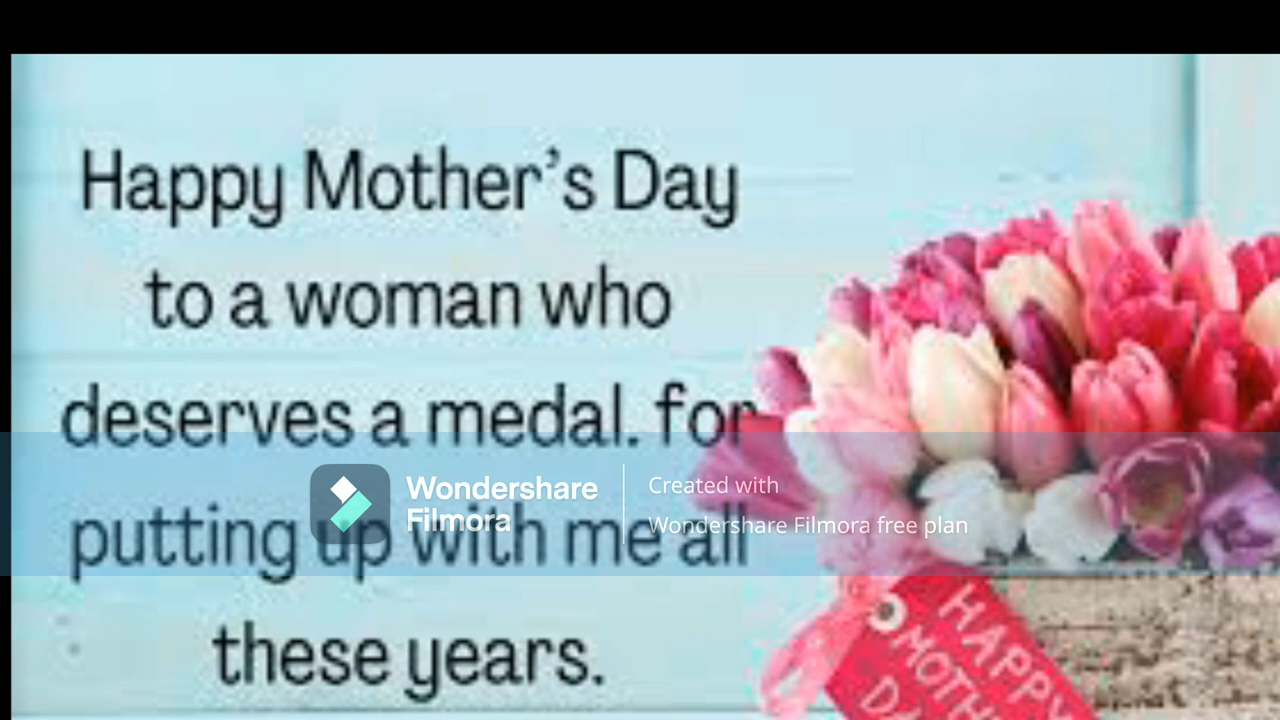 Happy Mother's Day
to a woman who
deserves a medal. for
putting up with me all
these years.
Wondershare
Filmora
Created with
Wondershare Filmora free plan
HAPPY